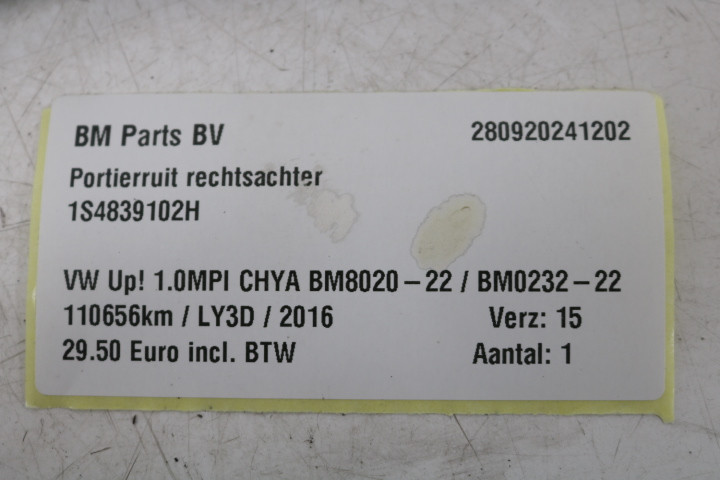 BM Parts BV 280920241202
Portierruit rechtsachter
1S4839102H
VW Up! 1.0MPI CHYA BM8020-22 / BM0232-22
110656km / LY3D / 2016 Verz: 15
29.50 Euro incl. BTW Aantal: 1